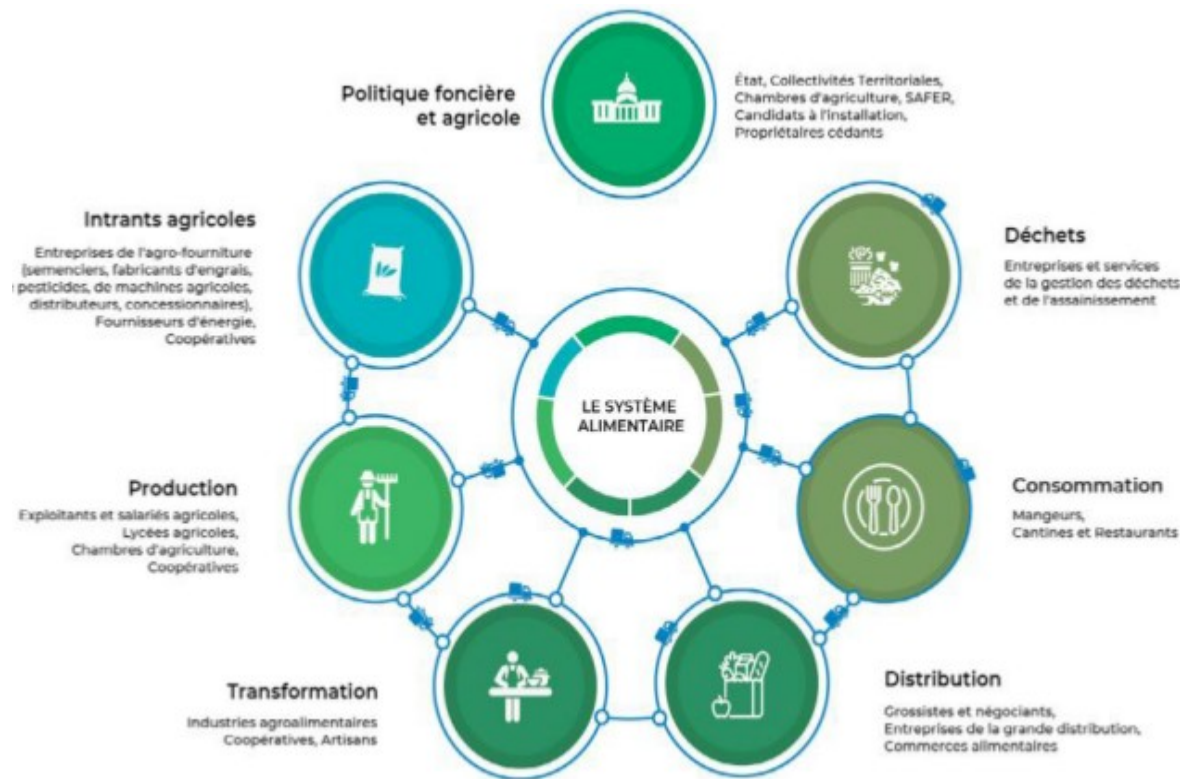 Politique foncière
et agricole
État, Collectivités Territoriales,
Chambres d'agriculture, SAFER,
Candidats à l'installation,
Propriétaires cédants
Intrants agricoles
Entreprises de l'agro-fourniture
(semenciers, fabricants d'engrais,
pesticides, de machines agricoles,
distributeurs, concessionnaires),
Fournisseurs d'énergie,
Coopératives
Déchets
Entreprises et services
de la gestion des déchets
et de l'assainissement
LE SYSTÈME
ALIMENTAIRE
Production
Exploitants et salariés agricoles,
Lycées agricoles,
Chambres d'agriculture,
Coopératives
Consommation
Mangeurs,
Cantines et Restaurants
Transformation
Industries agroalimentaires
Coopératives, Artisans
Distribution
Grossistes et négociants,
Entreprises de la grande distribution,
Commerces alimentaires